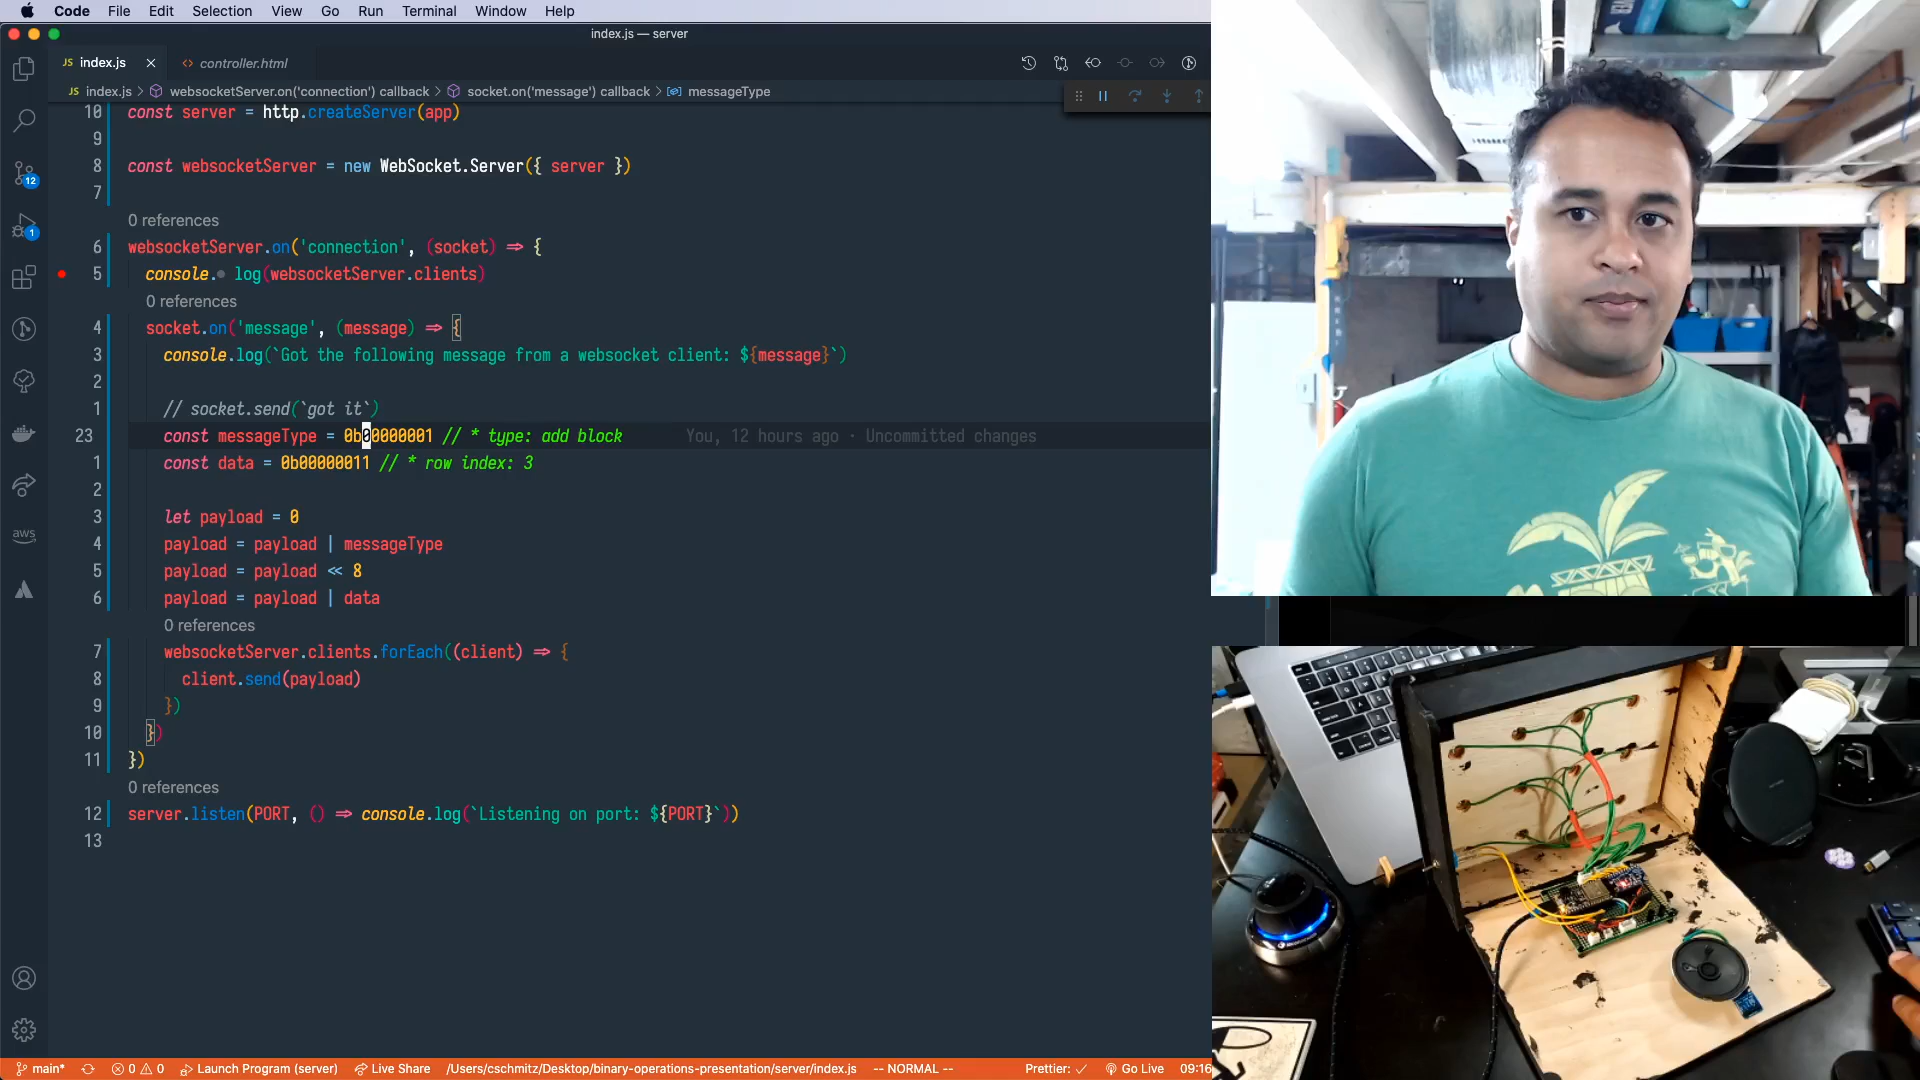 Code File Edit Selection View Go Run Terminal Window Help
index.js — server
JS index.js
<> controller.html
JS index.js > websocketServer.on('connection') callback > socket.on('message') callback > messageType
10 const server = http.createServer(app)
9
8 const websocketServer = new WebSocket.Server({ server })
7
0 references
6 websocketServer.on('connection', (socket) => {
5 console. log(websocketServer.clients)
0 references
4 socket.on('message', (message) => {
3 console.log(`Got the following message from a websocket client: ${message}`)
2
1 // socket.send(`got it`)
23 const messageType = 0b00000001 // * type: add block You, 12 hours ago · Uncommitted changes
1 const data = 0b00000011 // * row index: 3
2
3 let payload = 0
4 payload = payload | messageType
5 payload = payload << 8
6 payload = payload | data
0 references
7 websocketServer.clients.forEach((client) => {
8 client.send(payload)
9 })
10 })
11 })
0 references
12 server.listen(PORT, () => console.log(`Listening on port: ${PORT}`))
13
12
1
aws
main* 0 0 Launch Program (server) Live Share /Users/cschmitz/Desktop/binary-operations-presentation/server/index.js -- NORMAL -- Prettier: ✓ Go Live 09:16